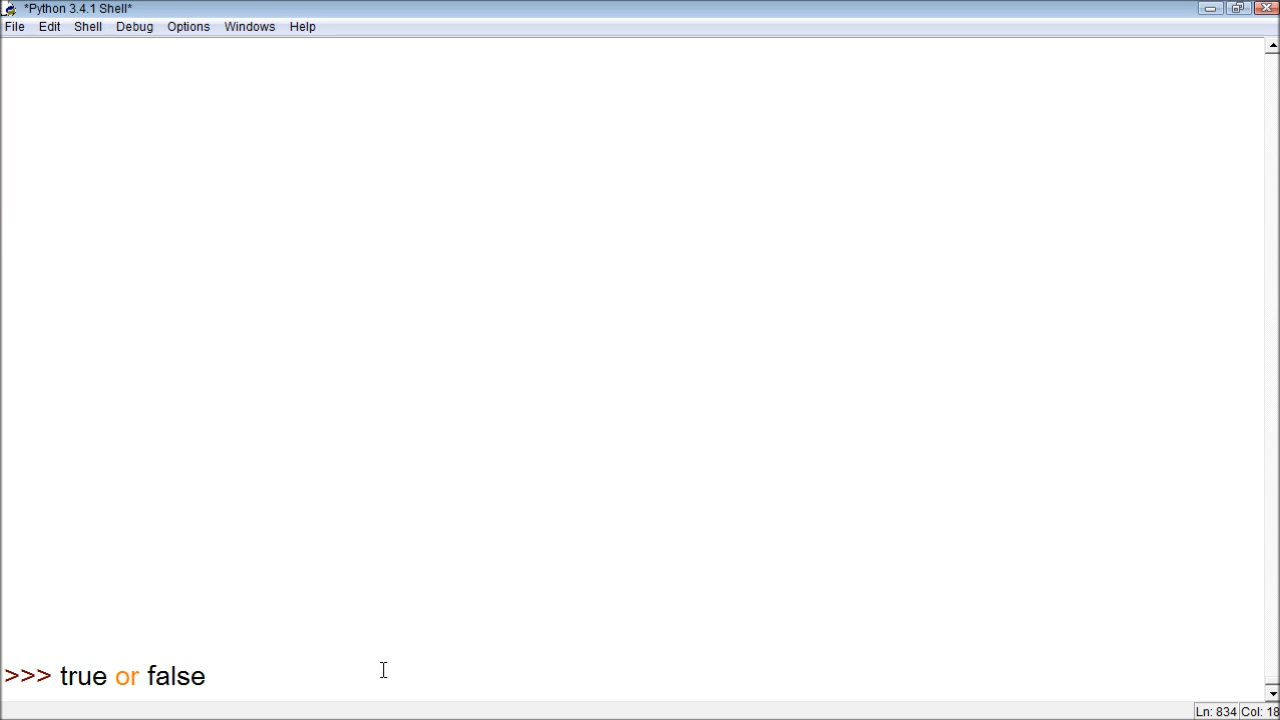 *Python 3.4.1 Shell*
File Edit Shell Debug Options Windows Help
>>> true or false
Ln: 834 Col: 18